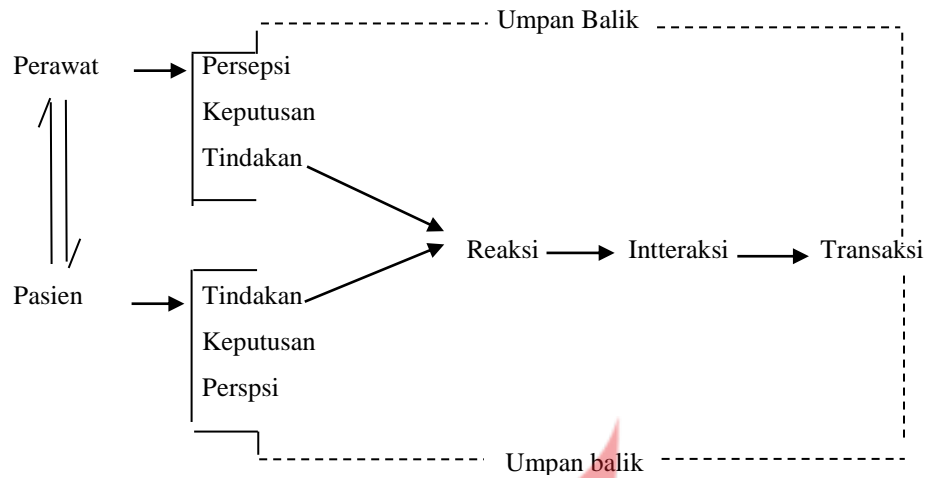 Umpan Balik
Perawat
Persepsi
Keputusan
Tindakan
Reaksi
Intteraksi
Transaksi
Pasien
Tindakan
Keputusan
Perspsi
Umpan balik